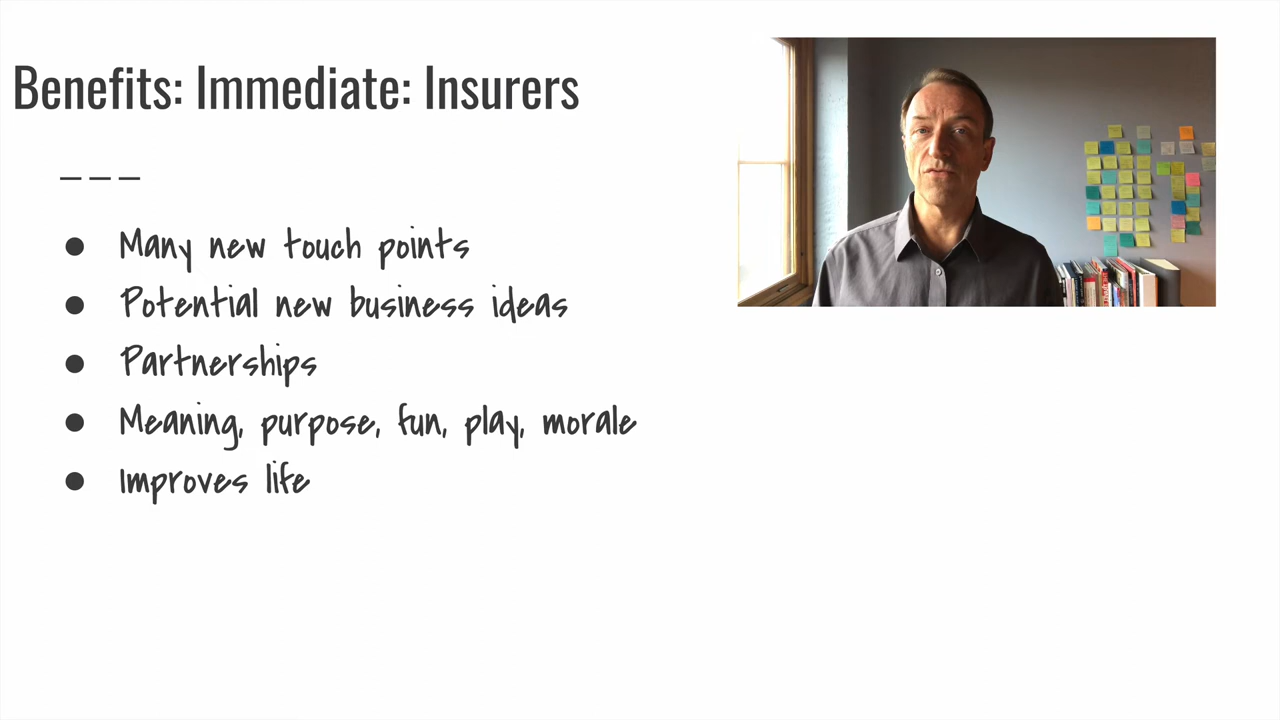 Benefits: Immediate: Insurers
● Many new touch points
● Potential new business ideas
● Partnerships
● Meaning, purpose, fun, play, morale
● Improves life